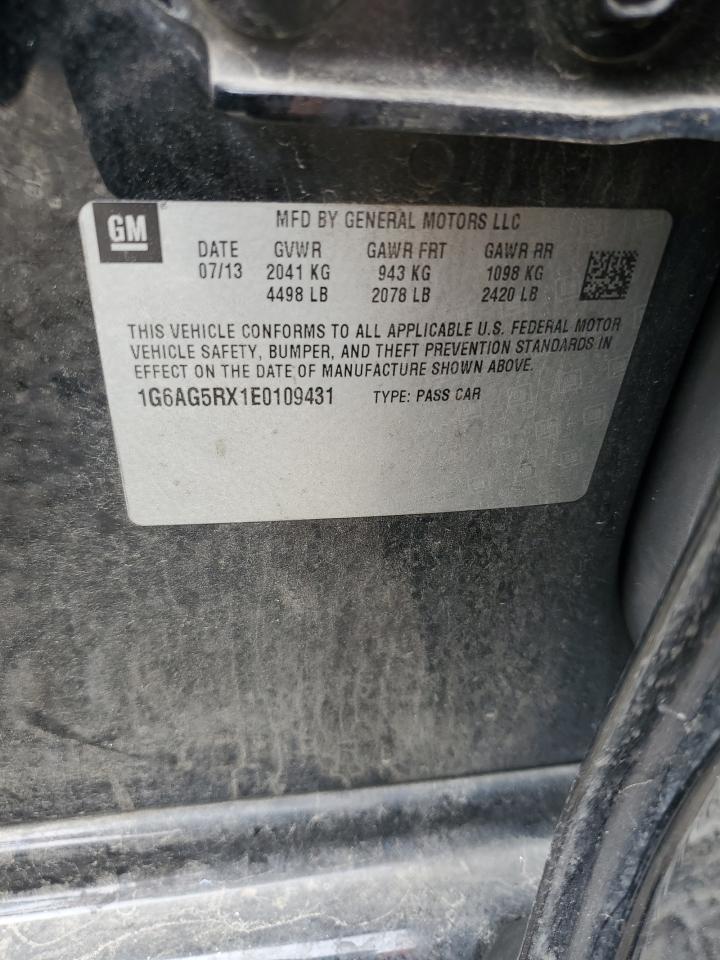 GM
MFD BY GENERAL MOTORS LLC
DATE GVWR GAWR FRT GAWR RR
07/13 2041 KG 943 KG 1098 KG
4498 LB 2078 LB 2420 LB
THIS VEHICLE CONFORMS TO ALL APPLICABLE U.S. FEDERAL MOTOR
VEHICLE SAFETY, BUMPER, AND THEFT PREVENTION STANDARDS IN
EFFECT ON THE DATE OF MANUFACTURE SHOWN ABOVE.
1G6AG5RX1E0109431 TYPE: PASS CAR